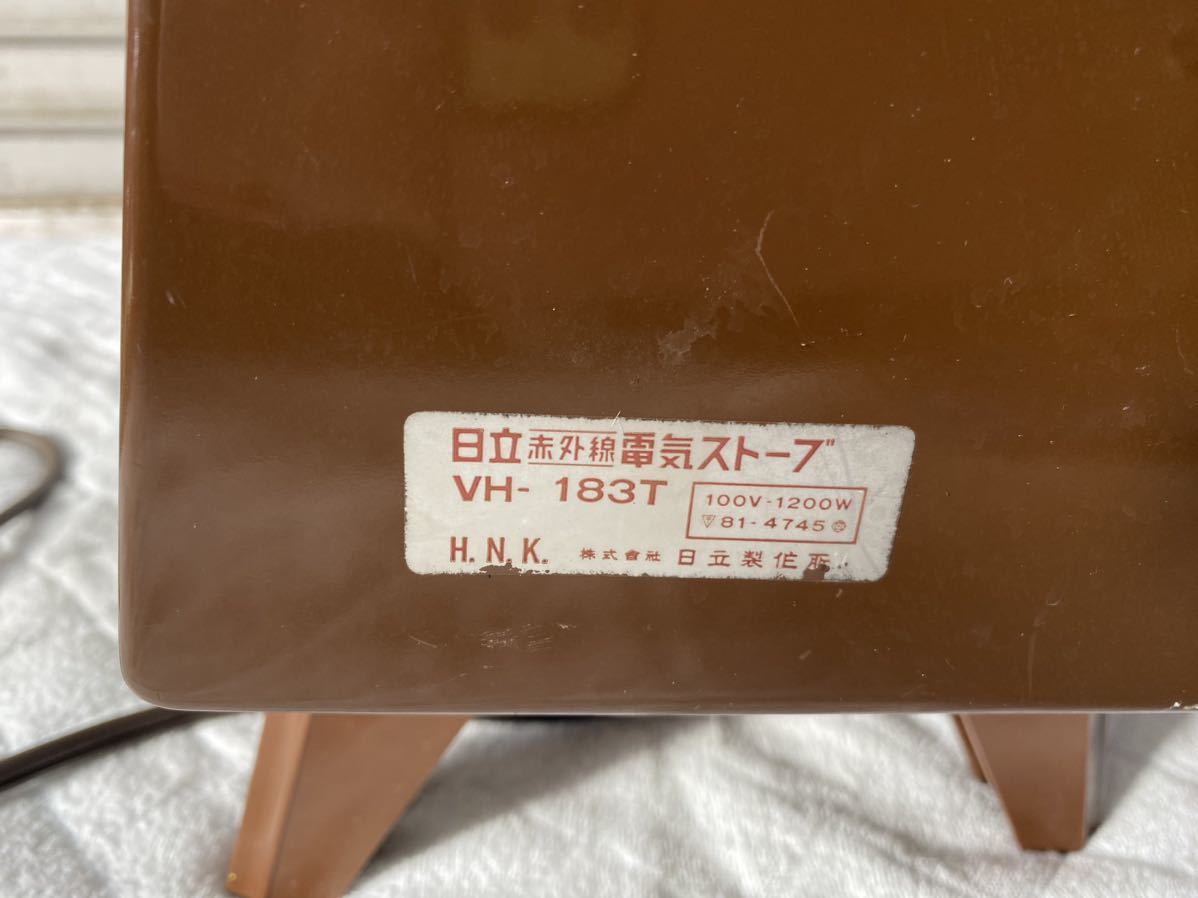 日立赤外線電気ストーブ
VH- 183T
100V-1200W
81-4745
H.N.K. 株式會社 日立製作所